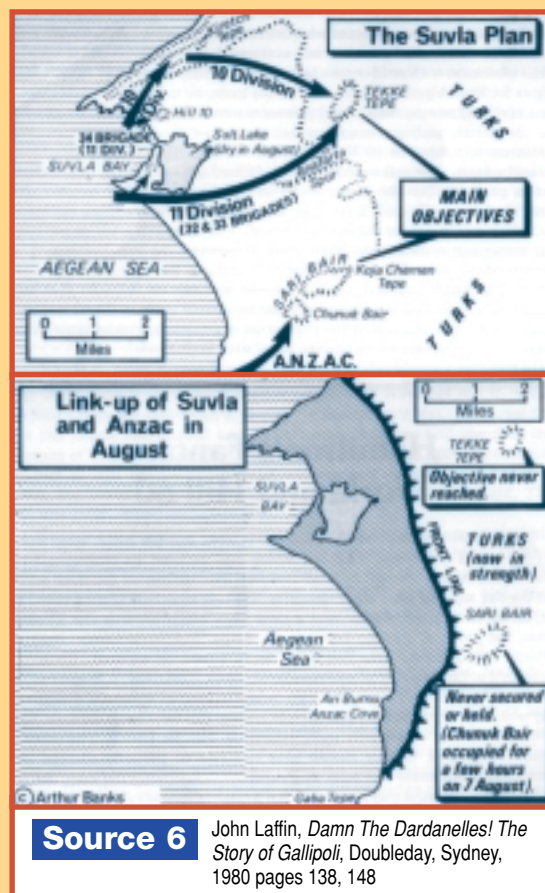 The Suvla Plan
Tepe
10 Division
TEKKE
TEPE
TURKS
10 Div.
Hill 10
34 BRIGADE
(11 DIV.)
Salt Lake
(dry in August)
SUVLA BAY
Spur
11 Division
(32 & 33 BRIGADES)
MAIN
OBJECTIVES
AEGEAN SEA
SARI BAIR
Koja Chemen
Tepe
Chunuk Bair
TURKS
0 1 2
Miles
A.N.Z.A.C.
Link-up of Suvla
and Anzac in
August
0 1 2
Miles
TEKKE
TEPE
Objective never
reached.
SUVLA
BAY
FRONT LINE
TURKS
(now in
strength)
SARI BAIR
Aegean
Sea
Ari Burnu
Anzac Cove
Never secured
or held.
(Chunuk Bair
occupied for
a few hours
on 7 August).
© Arthur Banks
Gaba Tepe
Source 6
John Laffin, Damn The Dardanelles! The
Story of Gallipoli, Doubleday, Sydney,
1980 pages 138, 148